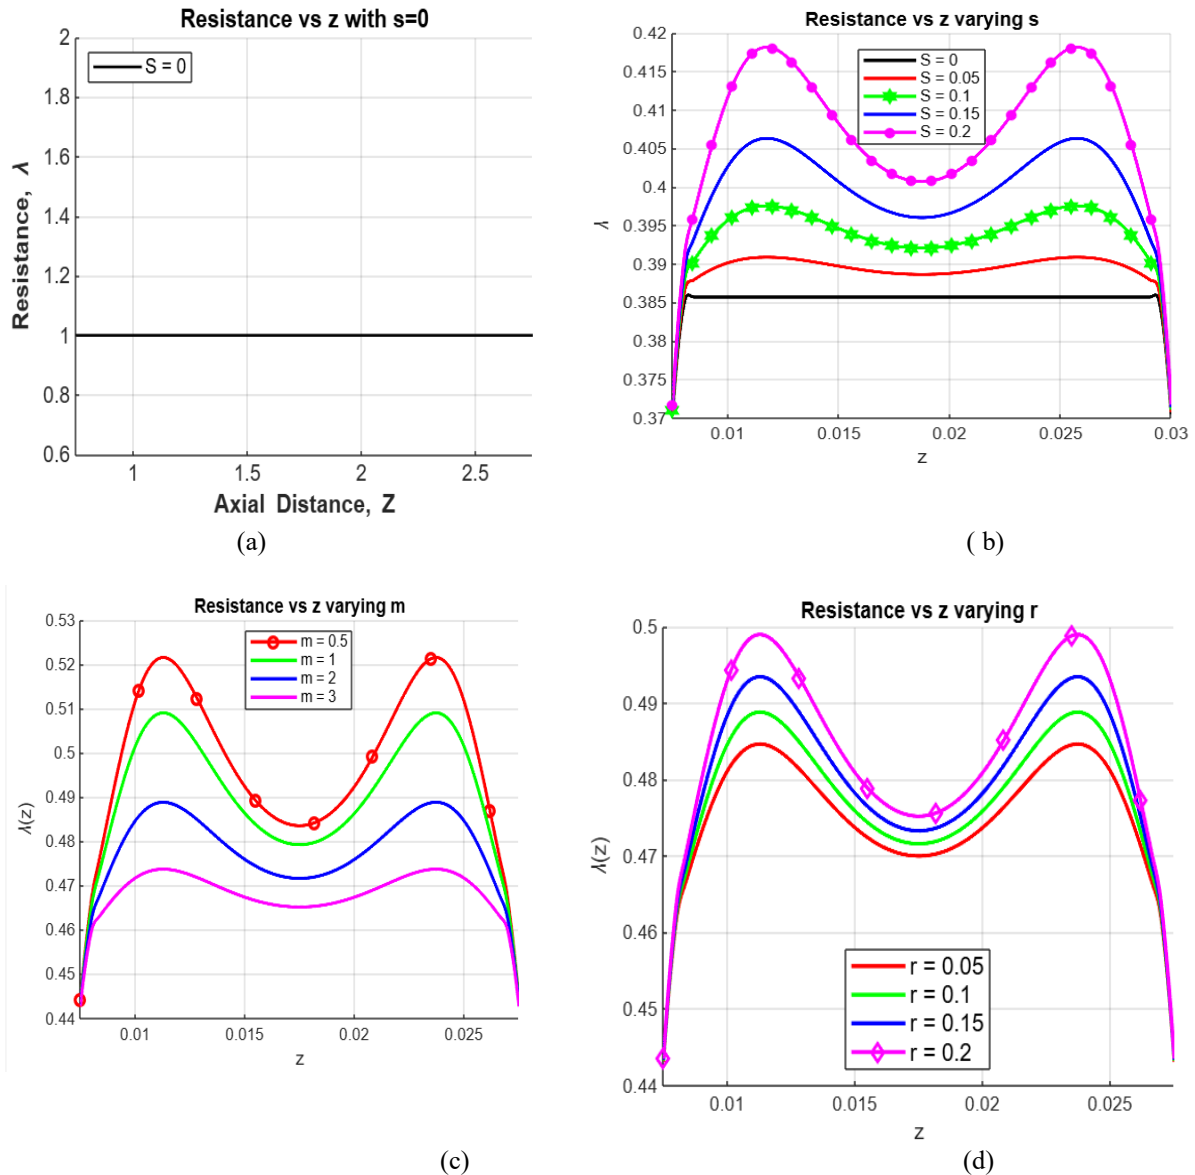 Resistance vs z with s=0
2
1.8
1.6
1.4
1.2
1
0.8
0.6
Resistance, λ
S = 0
1
1.5
2
2.5
Axial Distance, Z
(a)
Resistance vs z varying s
0.42
0.415
0.41
0.405
0.4
0.395
0.39
0.385
0.38
0.375
0.37
λ
S = 0
S = 0.05
S = 0.1
S = 0.15
S = 0.2
0.01
0.015
0.02
0.025
0.03
z
( b)
Resistance vs z varying m
0.53
0.52
0.51
0.5
0.49
0.48
0.47
0.46
0.45
0.44
λ(z)
m = 0.5
m = 1
m = 2
m = 3
0.01
0.015
0.02
0.025
z
(c)
Resistance vs z varying r
0.5
0.49
0.48
0.47
0.46
0.45
0.44
λ(z)
r = 0.05
r = 0.1
r = 0.15
r = 0.2
0.01
0.015
0.02
0.025
z
(d)